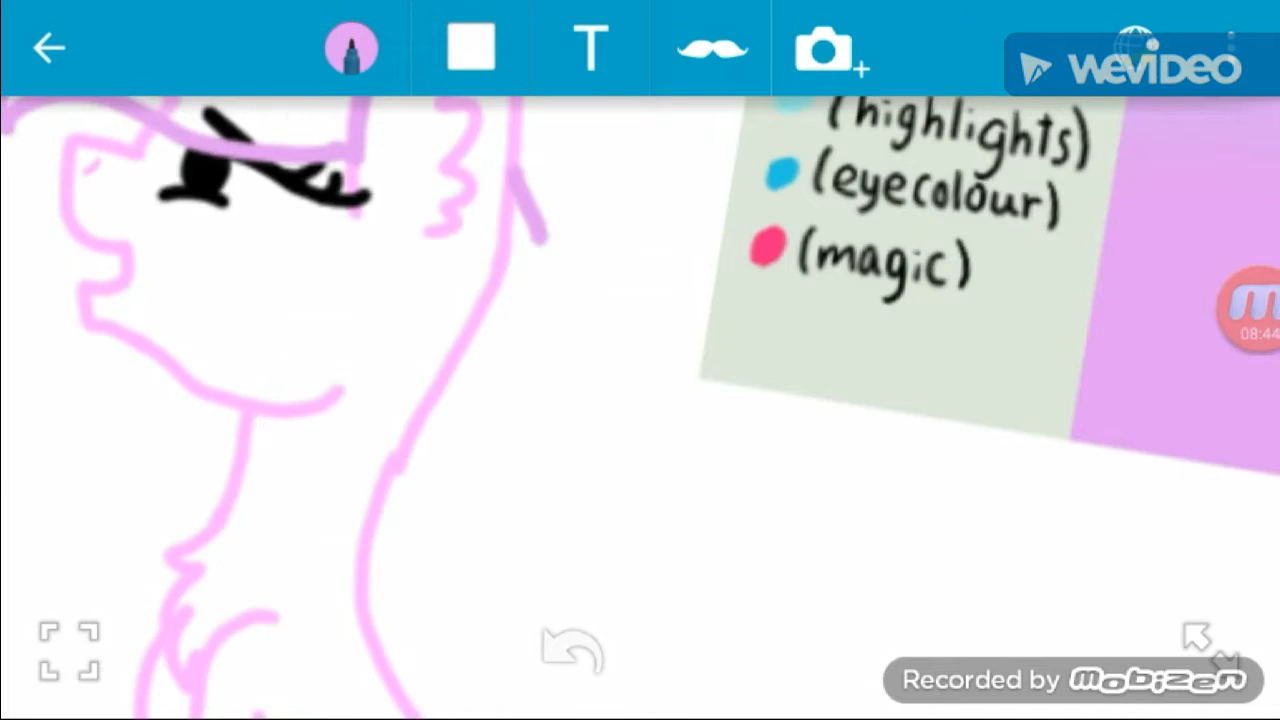 T
WEVIDEO
(highlights)
(eyecolour)
(magic)
m
08:44
Recorded by mobizen